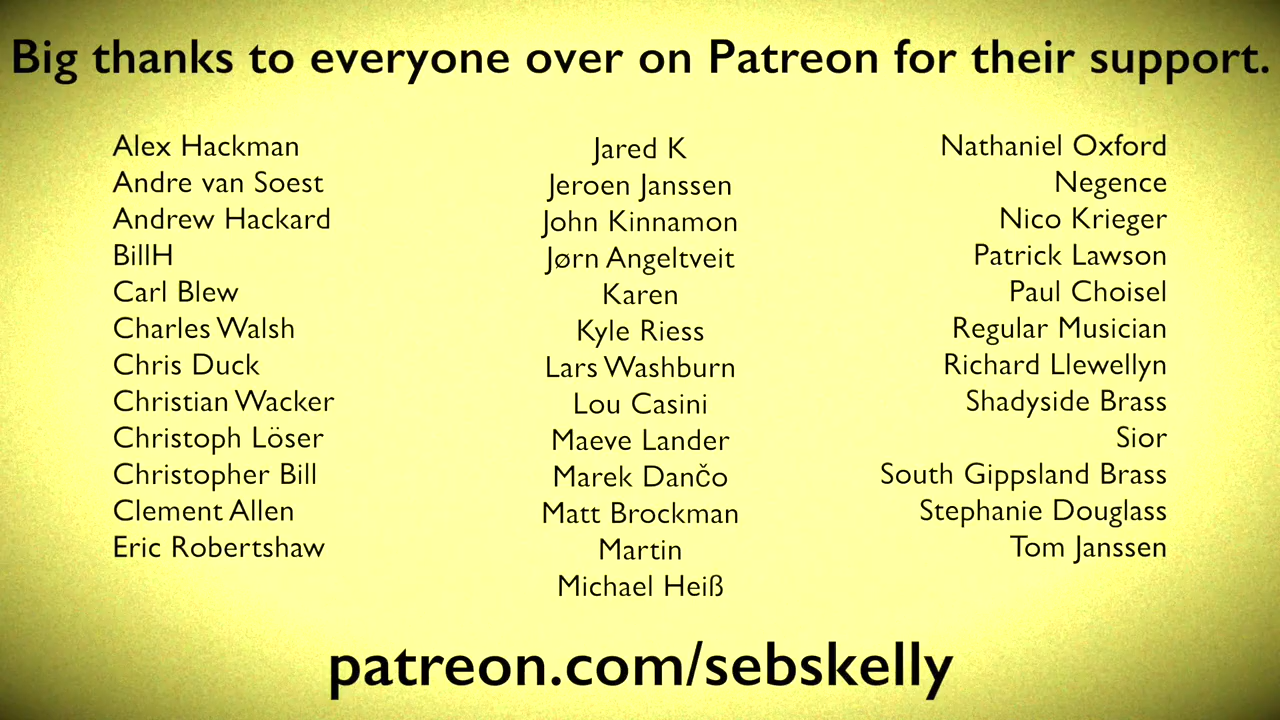 Big thanks to everyone over on Patreon for their support.
Alex Hackman
Andre van Soest
Andrew Hackard
BillH
Carl Blew
Charles Walsh
Chris Duck
Christian Wacker
Christoph Löser
Christopher Bill
Clement Allen
Eric Robertshaw
Jared K
Jeroen Janssen
John Kinnamon
Jørn Angeltveit
Karen
Kyle Riess
Lars Washburn
Lou Casini
Maeve Lander
Marek Dančo
Matt Brockman
Martin
Michael Heiß
Nathaniel Oxford
Negence
Nico Krieger
Patrick Lawson
Paul Choisel
Regular Musician
Richard Llewellyn
Shadyside Brass
Sior
South Gippsland Brass
Stephanie Douglass
Tom Janssen
patreon.com/sebskelly